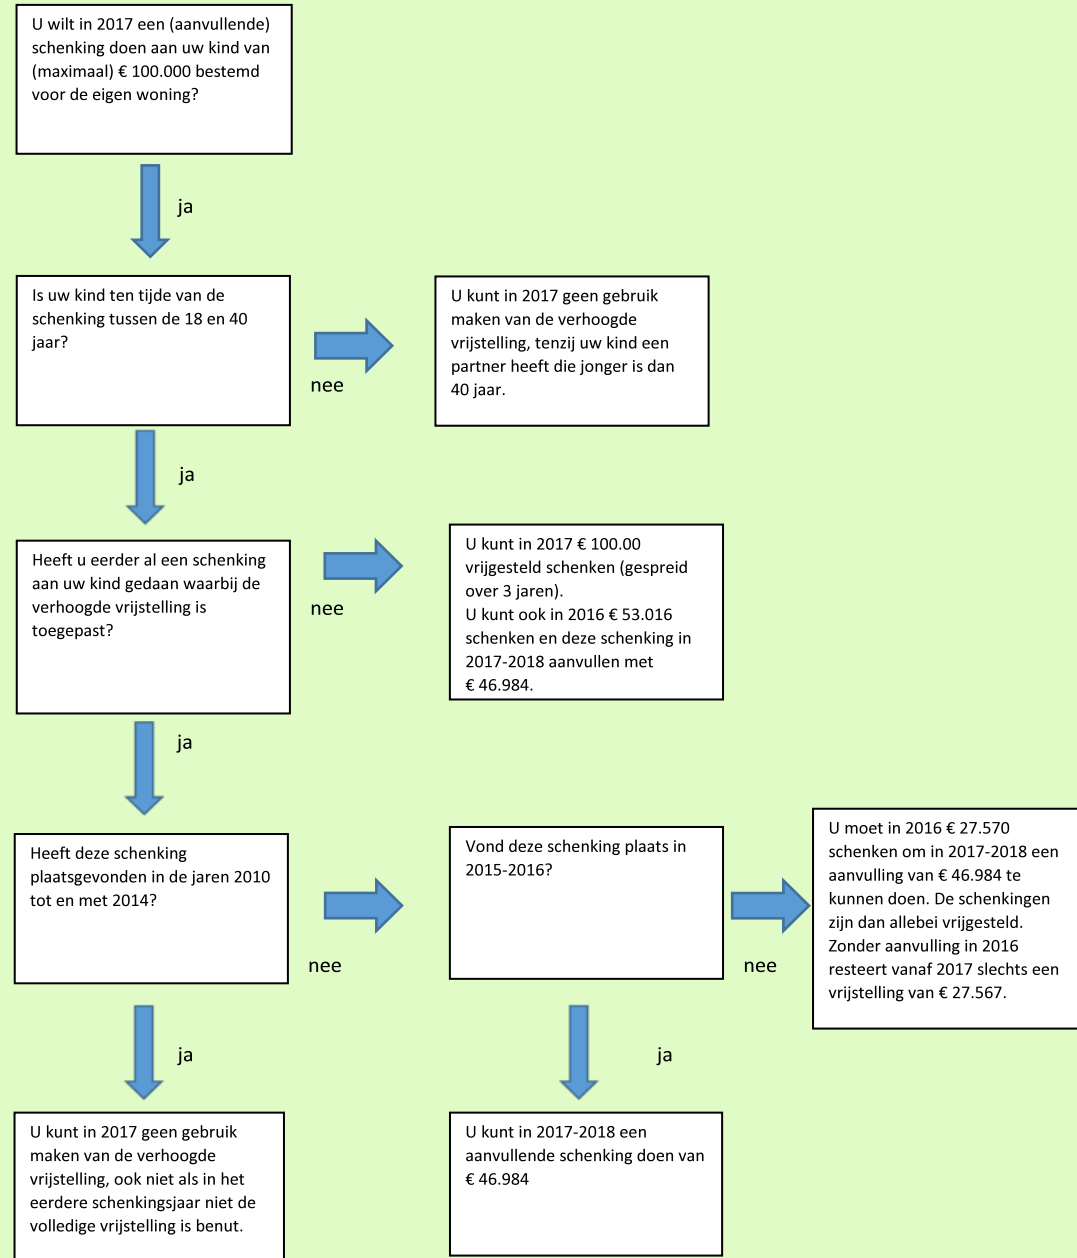 U wilt in 2017 een (aanvullende)
schenking doen aan uw kind van
(maximaal) € 100.000 bestemd
voor de eigen woning?
ja
Is uw kind ten tijde van de
schenking tussen de 18 en 40
jaar?
nee
U kunt in 2017 geen gebruik
maken van de verhoogde
vrijstelling, tenzij uw kind een
partner heeft die jonger is dan
40 jaar.
ja
Heeft u eerder al een schenking
aan uw kind gedaan waarbij de
verhoogde vrijstelling is
toegepast?
nee
U kunt in 2017 € 100.00
vrijgesteld schenken (gespreid
over 3 jaren).
U kunt ook in 2016 € 53.016
schenken en deze schenking in
2017-2018 aanvullen met
€ 46.984.
ja
Heeft deze schenking
plaatsgevonden in de jaren 2010
tot en met 2014?
nee
Vond deze schenking plaats in
2015-2016?
nee
U moet in 2016 € 27.570
schenken om in 2017-2018 een
aanvulling van € 46.984 te
kunnen doen. De schenkingen
zijn dan allebei vrijgesteld.
Zonder aanvulling in 2016
resteert vanaf 2017 slechts een
vrijstelling van € 27.567.
ja
ja
U kunt in 2017 geen gebruik
maken van de verhoogde
vrijstelling, ook niet als in het
eerdere schenkingsjaar niet de
volledige vrijstelling is benut.
U kunt in 2017-2018 een
aanvullende schenking doen van
€ 46.984